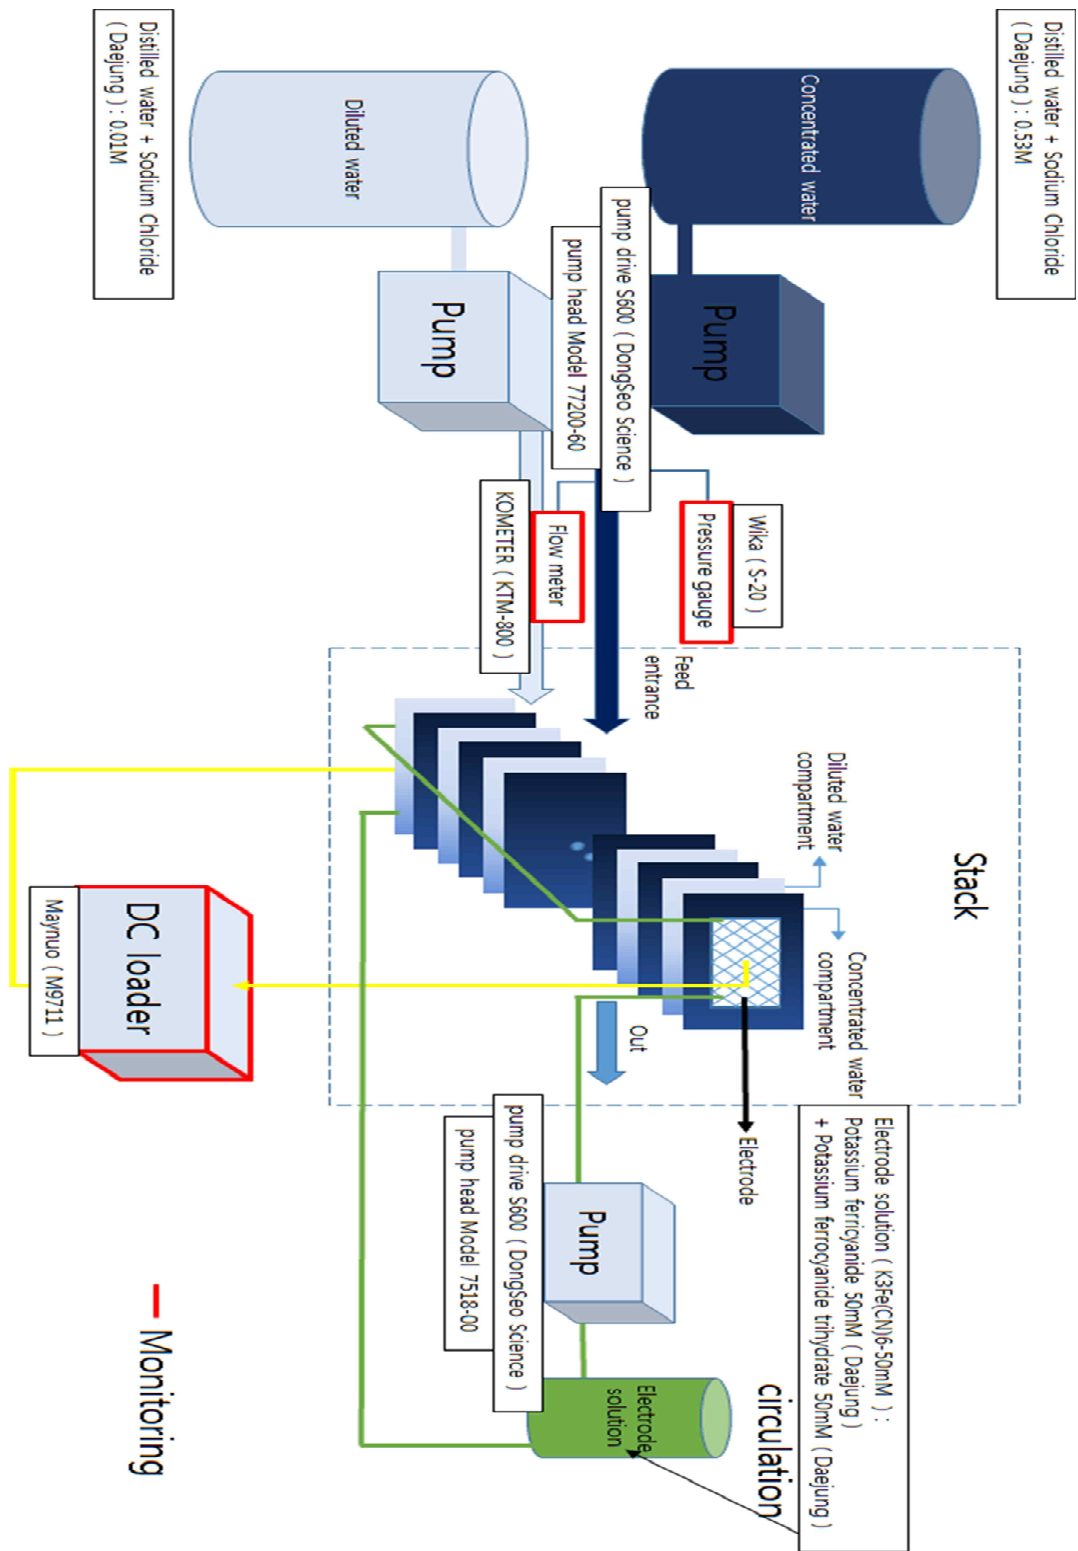 Distilled water + Sodium Chloride
( Daejung ) : 0.53M
Concentrated water
Pump
Wika ( S-20 )
Pressure gauge
pump drive S600 ( DongSeo Science )
pump head Model 77200-60
Flow meter
KOMETER ( KTM-800 )
Diluted water
Pump
Distilled water + Sodium Chloride
( Daejung ) : 0.01M
Stack
Feed
entrance
Diluted water
compartment
Concentrated water
compartment
Out
Electrode
DC loader
Maynuo ( M9711 )
Electrode solution ( K3Fe(CN)6-50mM ) :
Potassium ferricyanide 50mM ( Daejung )
+ Potassium ferrocyanide trihydrate 50mM ( Daejung )
circulation
Pump
pump drive S600 ( DongSeo Science )
pump head Model 7518-00
Electrode
solution
Monitoring